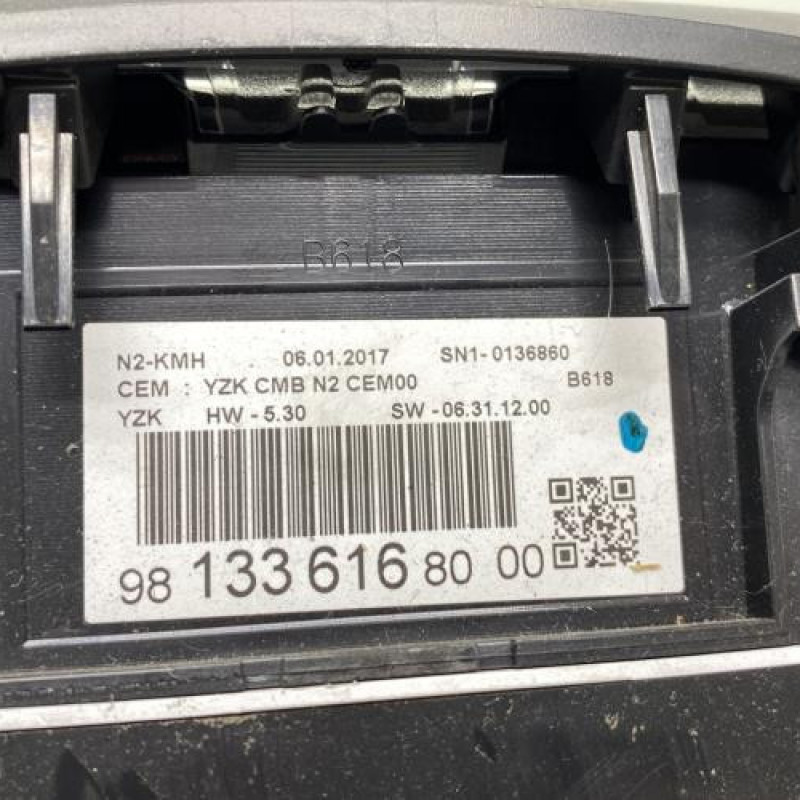 B618
N2-KMH 06.01.2017 SN1-0136860
CEM : YZK CMB N2 CEM00 B618
YZK HW - 5.30 SW - 06.31.12.00
98 133 616 80 00